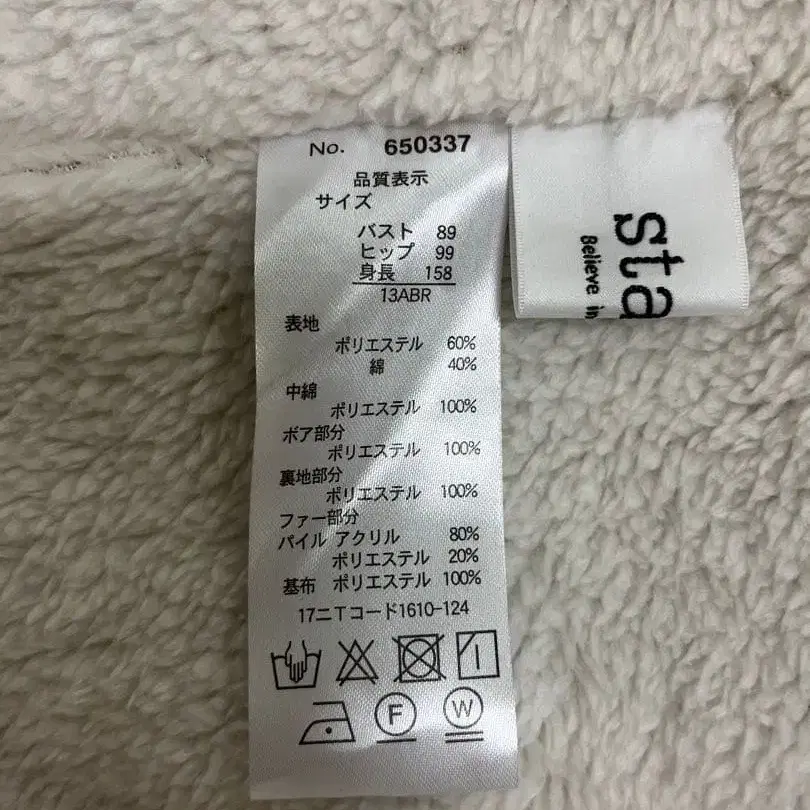 No. 650337
品質表示
サイズ
バスト 89
ヒップ 99
身長 158
13ABR
表地
ポリエステル 60%
綿 40%
中綿
ポリエステル 100%
ボア部分
ポリエステル 100%
裏地部分
ポリエステル 100%
ファー部分
パイル アクリル 80%
ポリエステル 20%
基布 ポリエステル 100%
17ニTコード1610-124
F
W
sta
Believe in